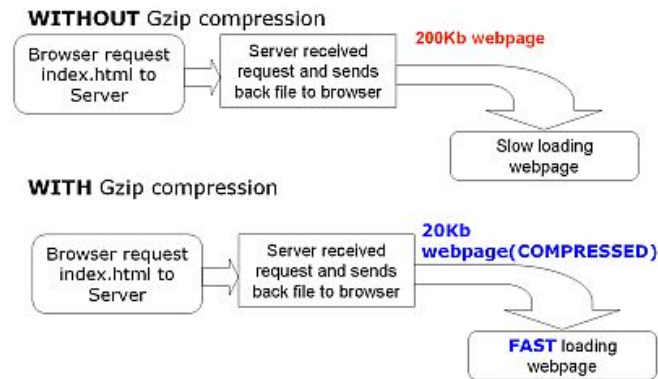 WITHOUT Gzip compression
Browser request
index.html to
Server
Server received
request and sends
back file to browser
200Kb webpage
Slow loading
webpage
WITH Gzip compression
Browser request
index.html to
Server
Server received
request and sends
back file to browser
20Kb
webpage(COMPRESSED)
FAST loading
webpage